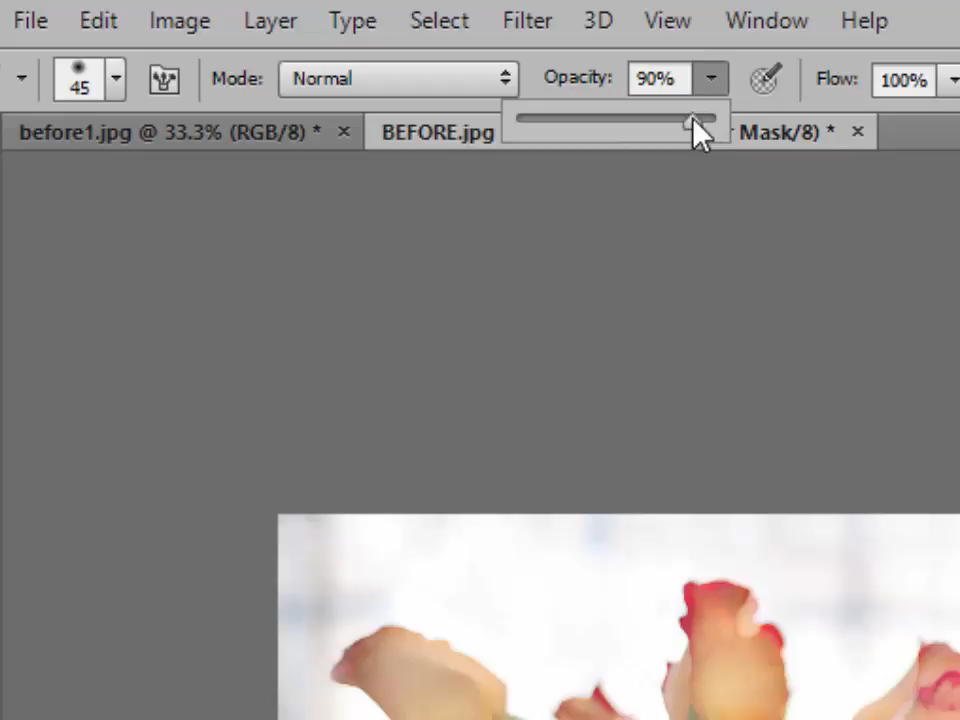 File Edit Image Layer Type Select Filter 3D View Window Help
45 Mode: Normal Opacity: 90% Flow: 100%
before1.jpg @ 33.3% (RGB/8) * × BEFORE.jpg Mask/8) * ×